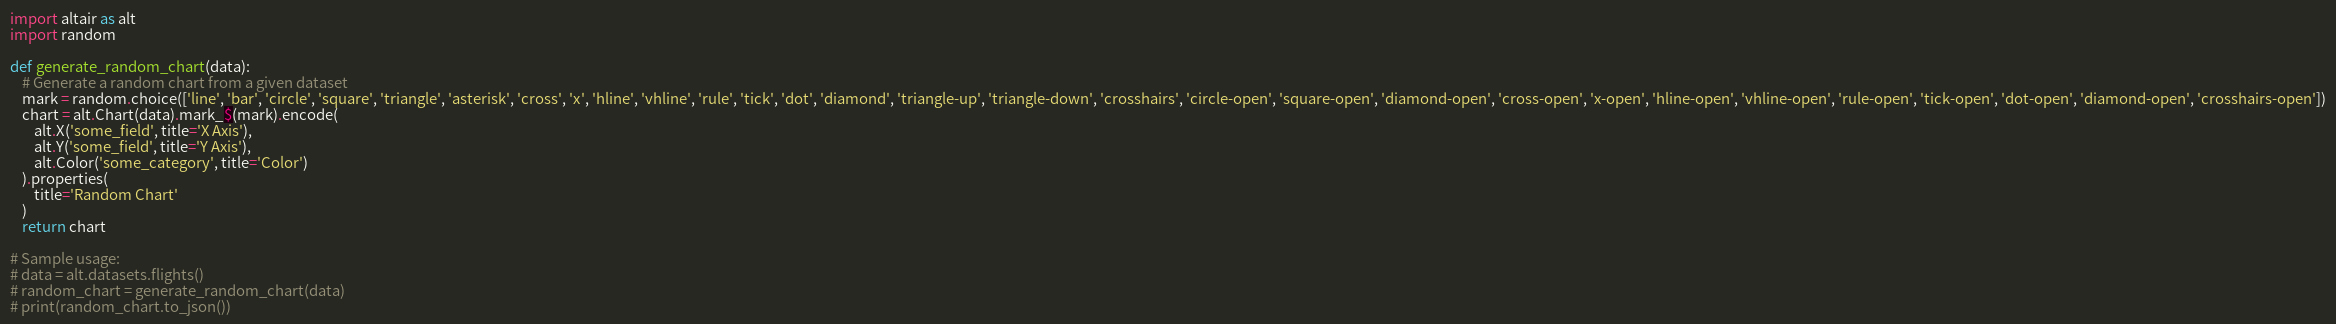 import altair as alt
import random

def generate_random_chart(data):
    # Generate a random chart from a given dataset
    mark = random.choice(['line', 'bar', 'circle', 'square', 'triangle', 'asterisk', 'cross', 'x', 'hline', 'vhline', 'rule', 'tick', 'dot', 'diamond', 'triangle-up', 'triangle-down', 'crosshairs', 'circle-open', 'square-open', 'diamond-open', 'cross-open', 'x-open', 'hline-open', 'vhline-open', 'rule-open', 'tick-open', 'dot-open', 'diamond-open', 'crosshairs-open'])
    chart = alt.Chart(data).mark_$(mark).encode(
        alt.X('some_field', title='X Axis'),
        alt.Y('some_field', title='Y Axis'),
        alt.Color('some_category', title='Color')
    ).properties(
        title='Random Chart'
    )
    return chart

# Sample usage:
# data = alt.datasets.flights()
# random_chart = generate_random_chart(data)
# print(random_chart.to_json())